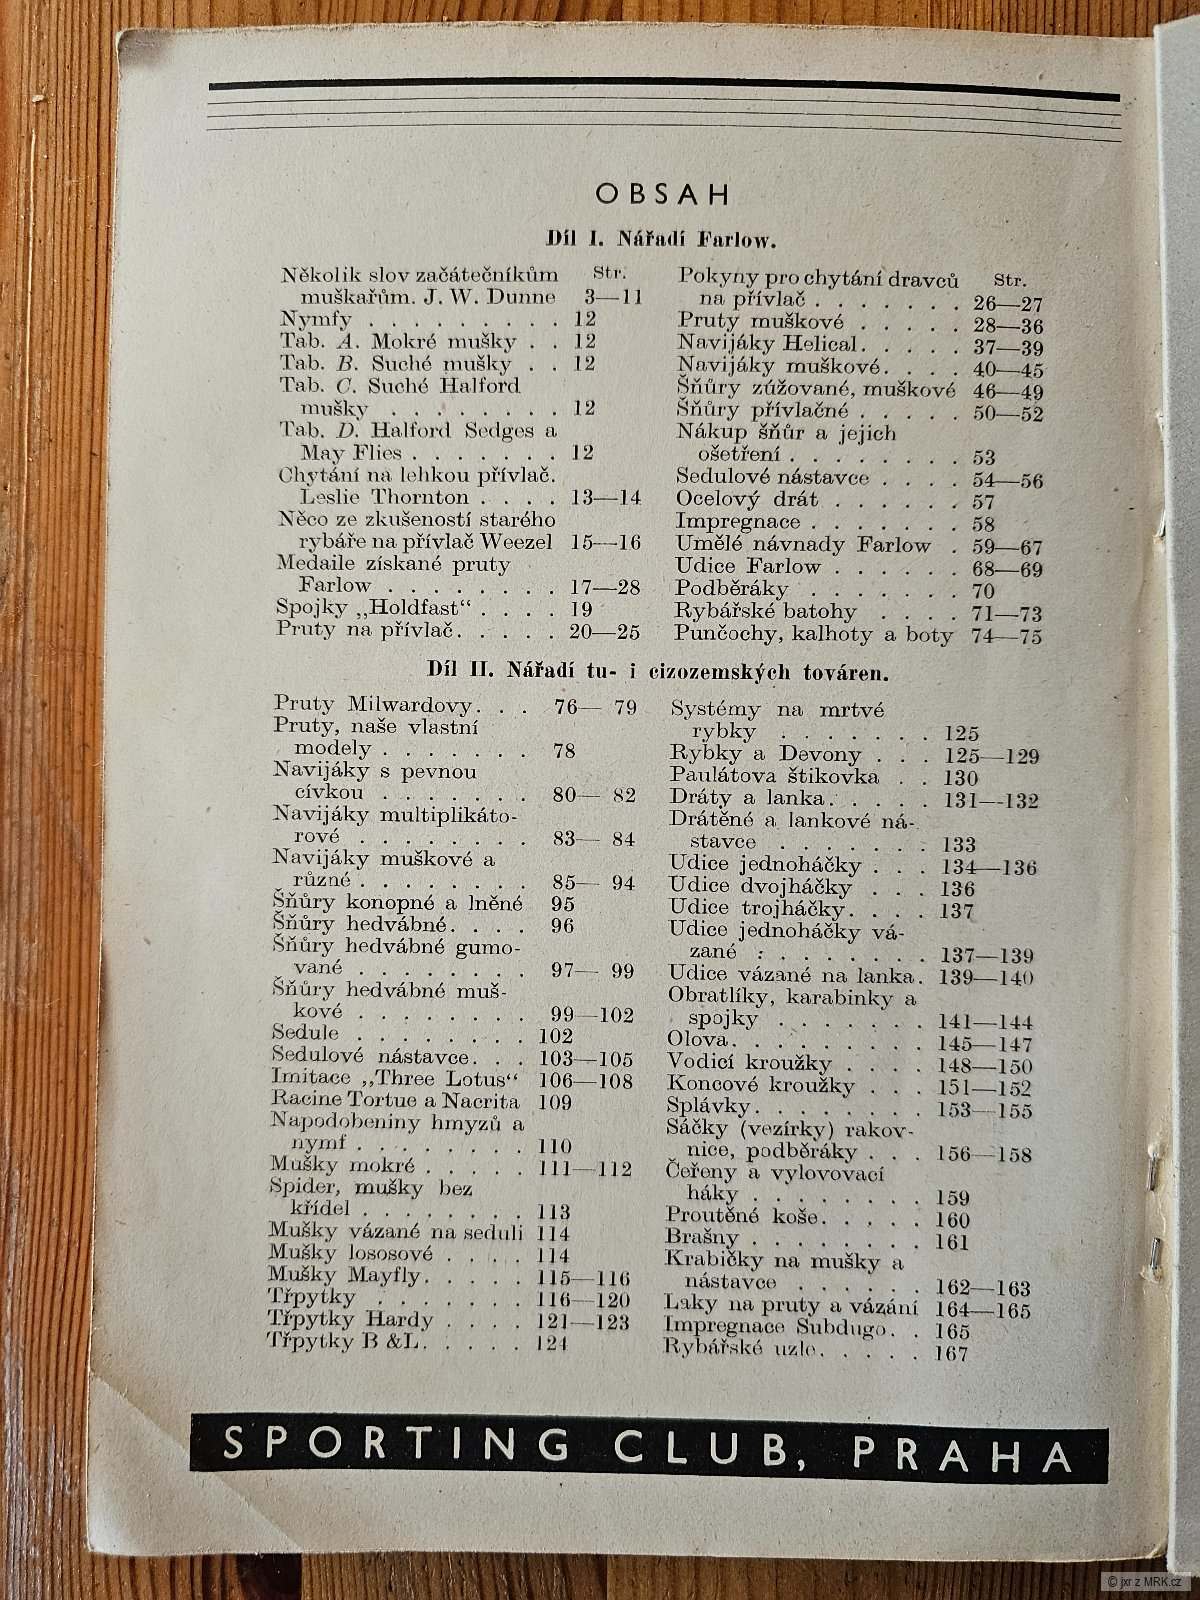 OBSAH
Díl I. Nářadí Farlow.
Několik slov začátečníkům Str.
muškařům. J. W. Dunne 3—11
Nymfy . . . . . . . . . 12
Tab. A. Mokré mušky . . 12
Tab. B. Suché mušky . . 12
Tab. C. Suché Halford
mušky . . . . . . . . 12
Tab. D. Halford Sedges a
May Flies . . . . . . . 12
Chytání na lehkou přívlač.
Leslie Thornton . . . . 13—14
Něco ze zkušeností starého
rybáře na přívlač Weezel 15—16
Medaile získané pruty
Farlow . . . . . . . . 17—28
Spojky „Holdfast“ . . . . 19
Pruty na přívlač. . . . . 20—25
Pokyny pro chytání dravců Str.
na přívlač . . . . . . . 26—27
Pruty muškové . . . . . 28—36
Navijáky Helical. . . . . 37—39
Navijáky muškové. . . . 40—45
Šňůry zúžované, muškové 46—49
Šňůry přívlačné . . . . . 50—52
Nákup šňůr a jejich
ošetření . . . . . . . . 53
Sedulové nástavce . . . . 54—56
Ocelový drát . . . . . . 57
Impregnace . . . . . . . 58
Umělé návnady Farlow . 59—67
Udice Farlow . . . . . . 68—69
Podběráky . . . . . . . 70
Rybářské batohy . . . . 71—73
Punčochy, kalhoty a boty 74—75
Díl II. Nářadí tu- i cizozemských továren.
Pruty Milwardovy. . . 76— 79
Pruty, naše vlastní
modely . . . . . . . 78
Navijáky s pevnou
cívkou . . . . . . . 80— 82
Navijáky multiplikáto-
rové . . . . . . . . 83— 84
Navijáky muškové a
různé . . . . . . . . 85— 94
Šňůry konopné a lněné 95
Šňůry hedvábné. . . . 96
Šňůry hedvábné gumo-
vané . . . . . . . . 97— 99
Šňůry hedvábné muš-
kové . . . . . . . . 99—102
Sedule . . . . . . . . 102
Sedulové nástavce. . . 103—105
Imitace „Three Lotus“ 106—108
Racine Tortue a Nacrita 109
Napodobeniny hmyzů a
nymf . . . . . . . . 110
Mušky mokré . . . . . 111—112
Spider, mušky bez
křídel . . . . . . . . 113
Mušky vázané na seduli 114
Mušky lososové . . . . 114
Mušky Mayfly. . . . . 115—116
Třpytky . . . . . . . 116—120
Třpytky Hardy . . . . 121—123
Třpytky B &L. . . . . 124
Systémy na mrtvé
rybky . . . . . . . 125
Rybky a Devony . . . 125—129
Paulátova štikovka . . 130
Dráty a lanka. . . . . 131—132
Drátěné a lankové ná-
stavce . . . . . . . 133
Udice jednoháčky . . . 134—136
Udice dvojháčky . . . 136
Udice trojháčky. . . . 137
Udice jednoháčky vá-
zané : . . . . . . . 137—139
Udice vázané na lanka. 139—140
Obratlíky, karabinky a
spojky . . . . . . . 141—144
Olova. . . . . . . . . 145—147
Vodicí kroužky . . . . 148—150
Koncové kroužky . . . 151—152
Splávky. . . . . . . . 153—155
Sáčky (vezírky) rakov-
nice, podběráky . . . 156—158
Čeřeny a vylovovací
háky . . . . . . . . 159
Proutěné koše. . . . . 160
Brašny . . . . . . . . 161
Krabičky na mušky a
nástavce . . . . . . 162—163
Laky na pruty a vázání 164—165
Impregnace Subdugo. . 165
Rybářské uzle. . . . . 167
SPORTING CLUB, PRAHA
© jxr z MRK.cz